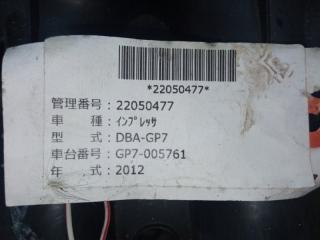 *22050477*
管理番号：22050477
車　種：ｲﾝﾌﾟﾚｯｻ
型　式：DBA-GP7
車台番号：GP7-005761
年　式：2012